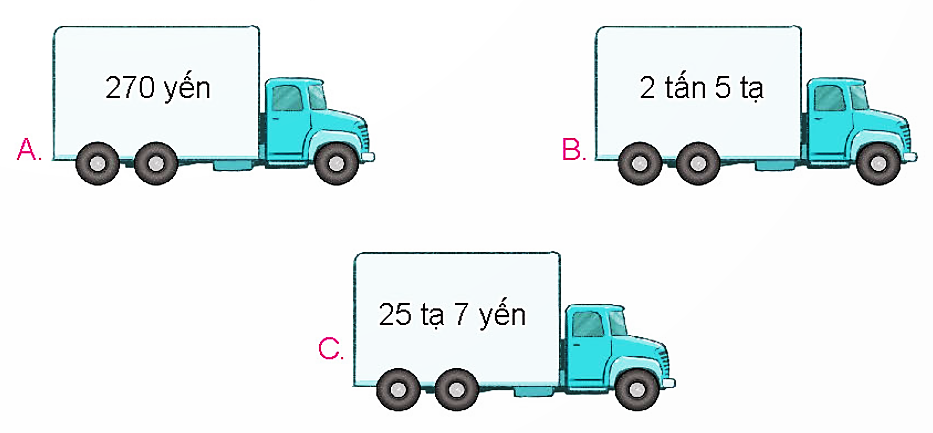 270 yến
A.
2 tấn 5 tạ
B.
25 tạ 7 yến
C.